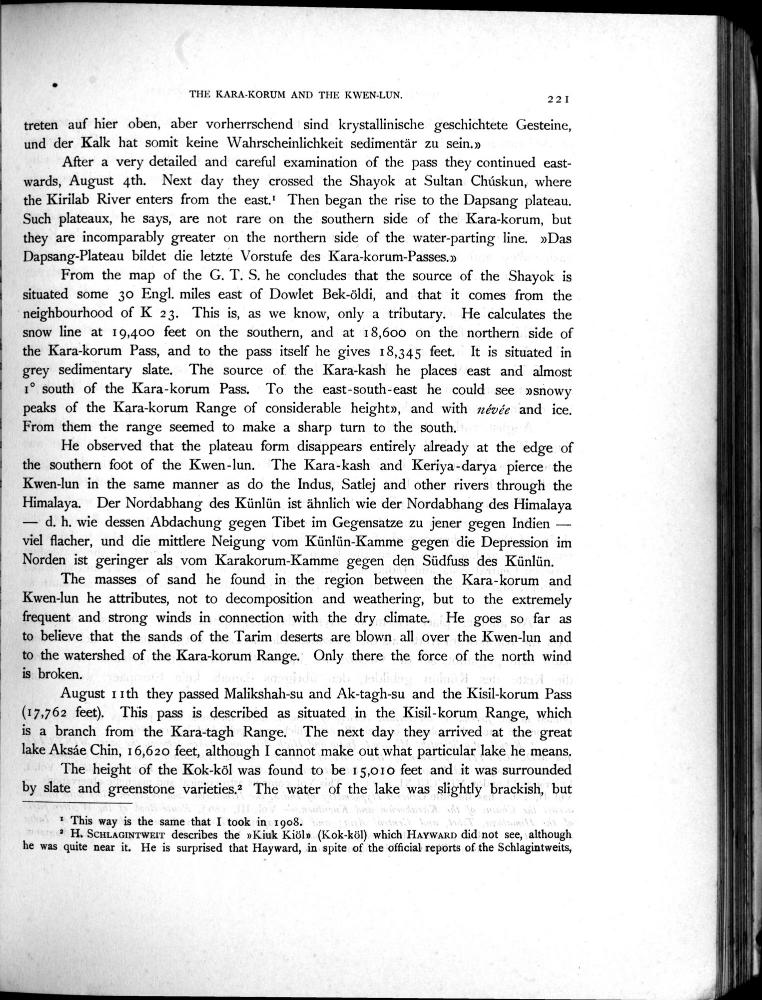 THE KARA-KORUM AND THE KWEN-LUN.
221
treten auf hier oben, aber vorherrschend sind krystallinische geschichtete Gesteine,
und der Kalk hat somit keine Wahrscheinlichkeit sedimentär zu sein.»
After a very detailed and careful examination of the pass they continued east-
wards, August 4th. Next day they crossed the Shayok at Sultan Chúskun, where
the Kirilab River enters from the east.¹ Then began the rise to the Dapsang plateau.
Such plateaux, he says, are not rare on the southern side of the Kara-korum, but
they are incomparably greater on the northern side of the water-parting line. »Das
Dapsang-Plateau bildet die letzte Vorstufe des Kara-korum-Passes.»
From the map of the G. T. S. he concludes that the source of the Shayok is
situated some 30 Engl. miles east of Dowlet Bek-öldi, and that it comes from the
neighbourhood of K 23. This is, as we know, only a tributary. He calculates the
snow line at 19,400 feet on the southern, and at 18,600 on the northern side of
the Kara-korum Pass, and to the pass itself he gives 18,345 feet. It is situated in
grey sedimentary slate. The source of the Kara-kash he places east and almost
1° south of the Kara-korum Pass. To the east-south-east he could see »snowy
peaks of the Kara-korum Range of considerable height», and with névée and ice.
From them the range seemed to make a sharp turn to the south.
He observed that the plateau form disappears entirely already at the edge of
the southern foot of the Kwen-lun. The Kara-kash and Keriya-darya pierce the
Kwen-lun in the same manner as do the Indus, Satlej and other rivers through the
Himalaya. Der Nordabhang des Künlün ist ähnlich wie der Nordabhang des Himalaya
— d. h. wie dessen Abdachung gegen Tibet im Gegensatze zu jener gegen Indien —
viel flacher, und die mittlere Neigung vom Künlün-Kamme gegen die Depression im
Norden ist geringer als vom Karakorum-Kamme gegen den Südfuss des Künlün.
The masses of sand he found in the region between the Kara-korum and
Kwen-lun he attributes, not to decomposition and weathering, but to the extremely
frequent and strong winds in connection with the dry climate. He goes so far as
to believe that the sands of the Tarim deserts are blown all over the Kwen-lun and
to the watershed of the Kara-korum Range. Only there the force of the north wind
is broken.
August 11th they passed Malikshah-su and Ak-tagh-su and the Kisil-korum Pass
(17,762 feet). This pass is described as situated in the Kisil-korum Range, which
is a branch from the Kara-tagh Range. The next day they arrived at the great
lake Aksáe Chin, 16,620 feet, although I cannot make out what particular lake he means.
The height of the Kok-köl was found to be 15,010 feet and it was surrounded
by slate and greenstone varieties.² The water of the lake was slightly brackish, but
¹ This way is the same that I took in 1908.
² H. SCHLAGINTWEIT describes the »Kiuk Kiöl» (Kok-köl) which HAYWARD did not see, although
he was quite near it. He is surprised that Hayward, in spite of the official reports of the Schlagintweits,